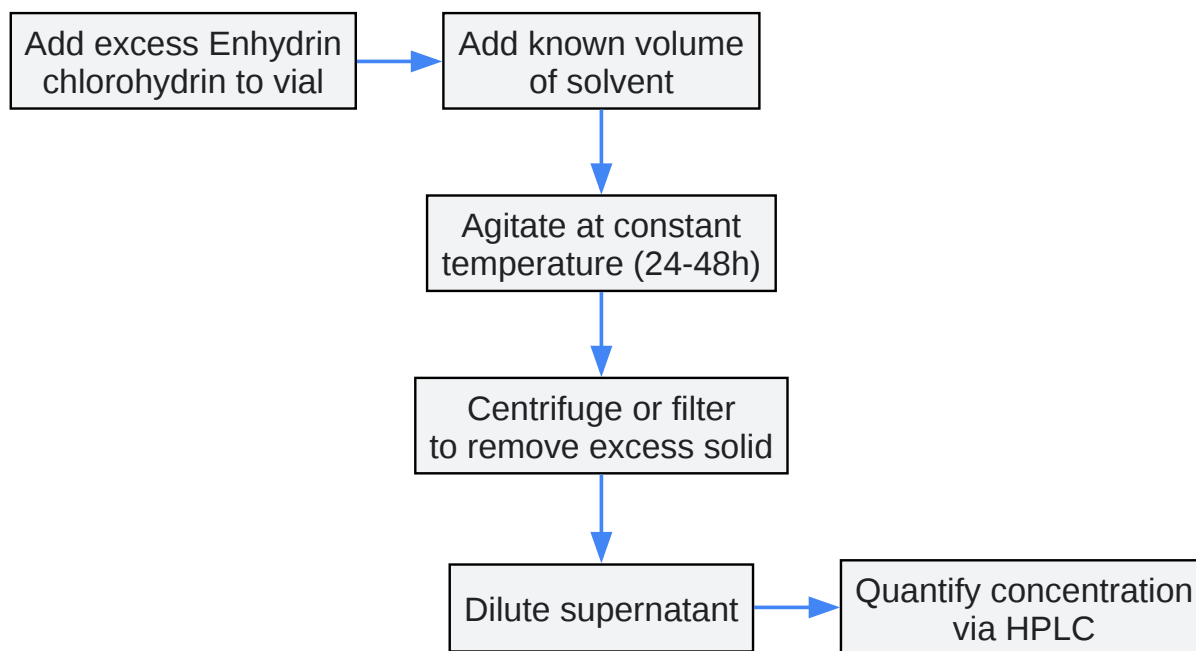 Add excess Enhydrin
chlorohydrin to vial
Add known volume
of solvent
Agitate at constant
temperature (24-48h)
Centrifuge or filter
to remove excess solid
Dilute supernatant
Quantify concentration
via HPLC